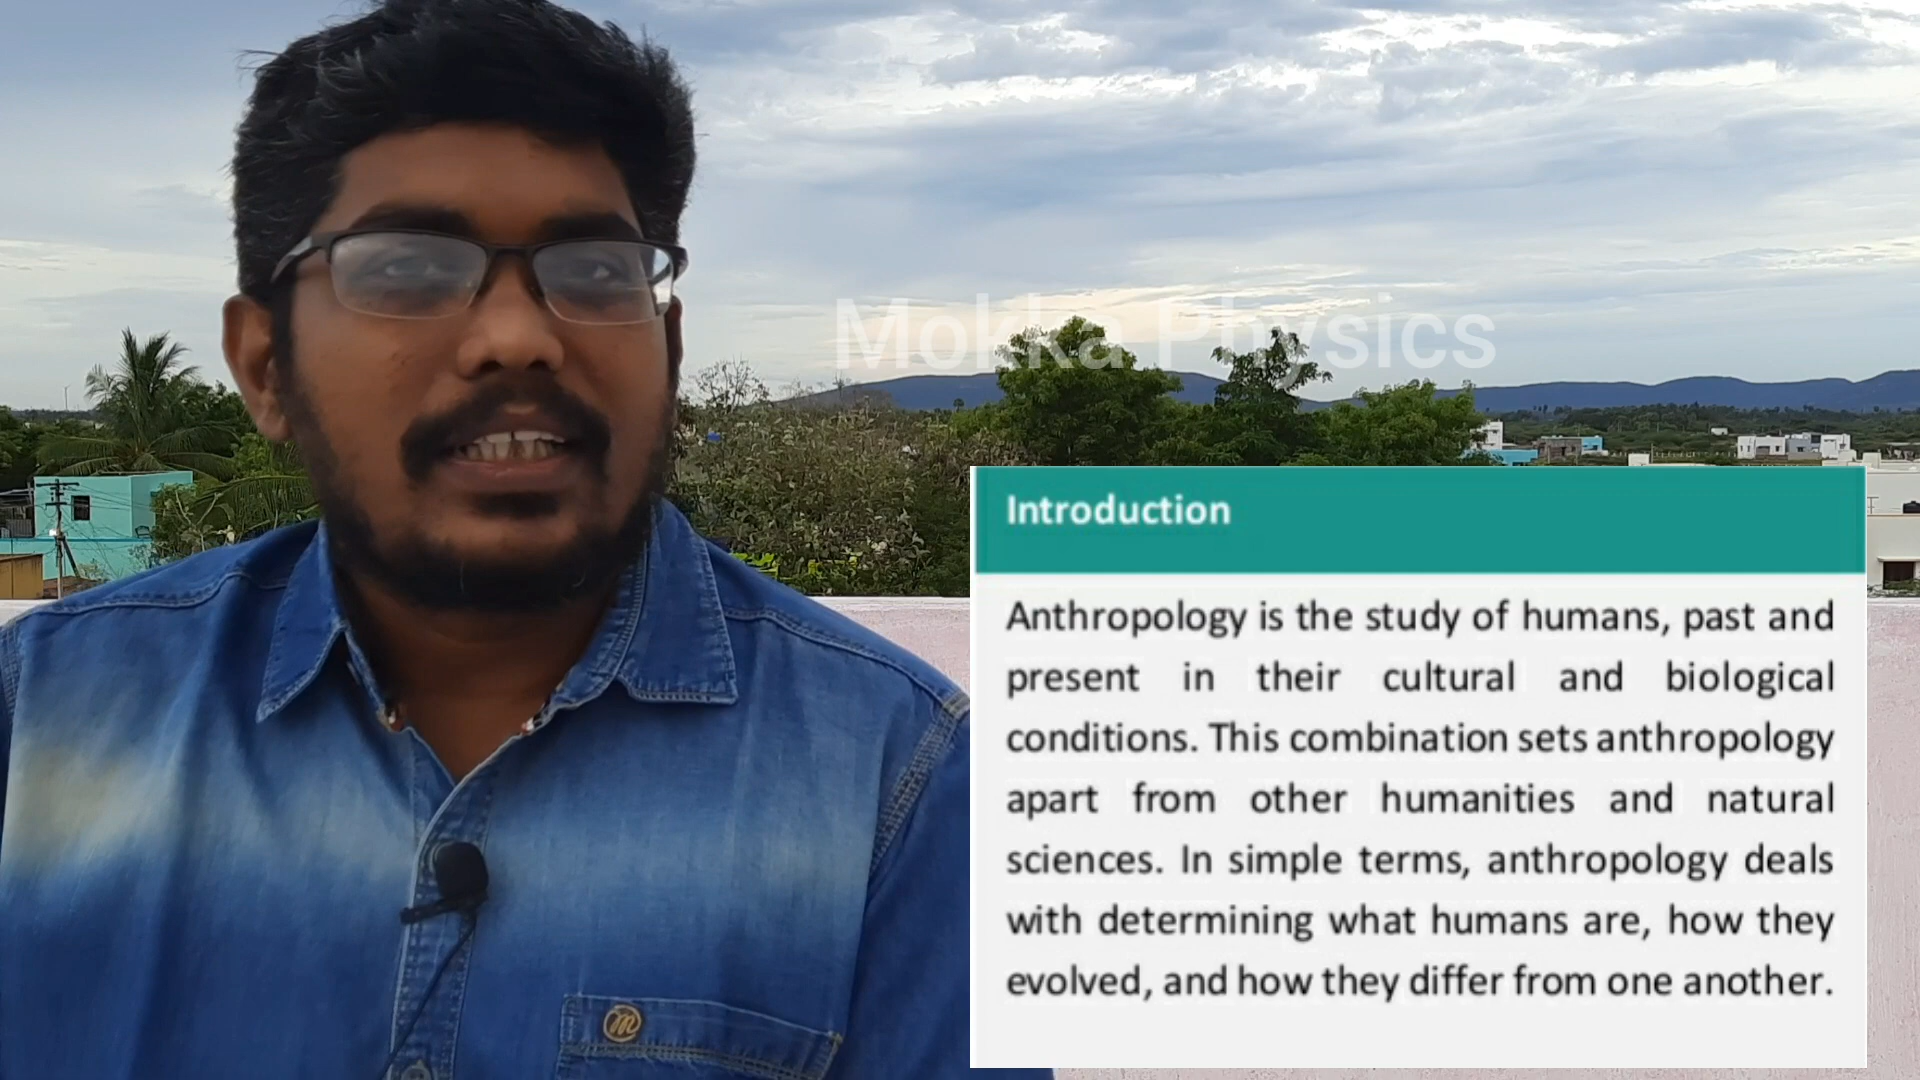 Mokka Physics
Introduction
Anthropology is the study of humans, past and
present in their cultural and biological
conditions. This combination sets anthropology
apart from other humanities and natural
sciences. In simple terms, anthropology deals
with determining what humans are, how they
evolved, and how they differ from one another.